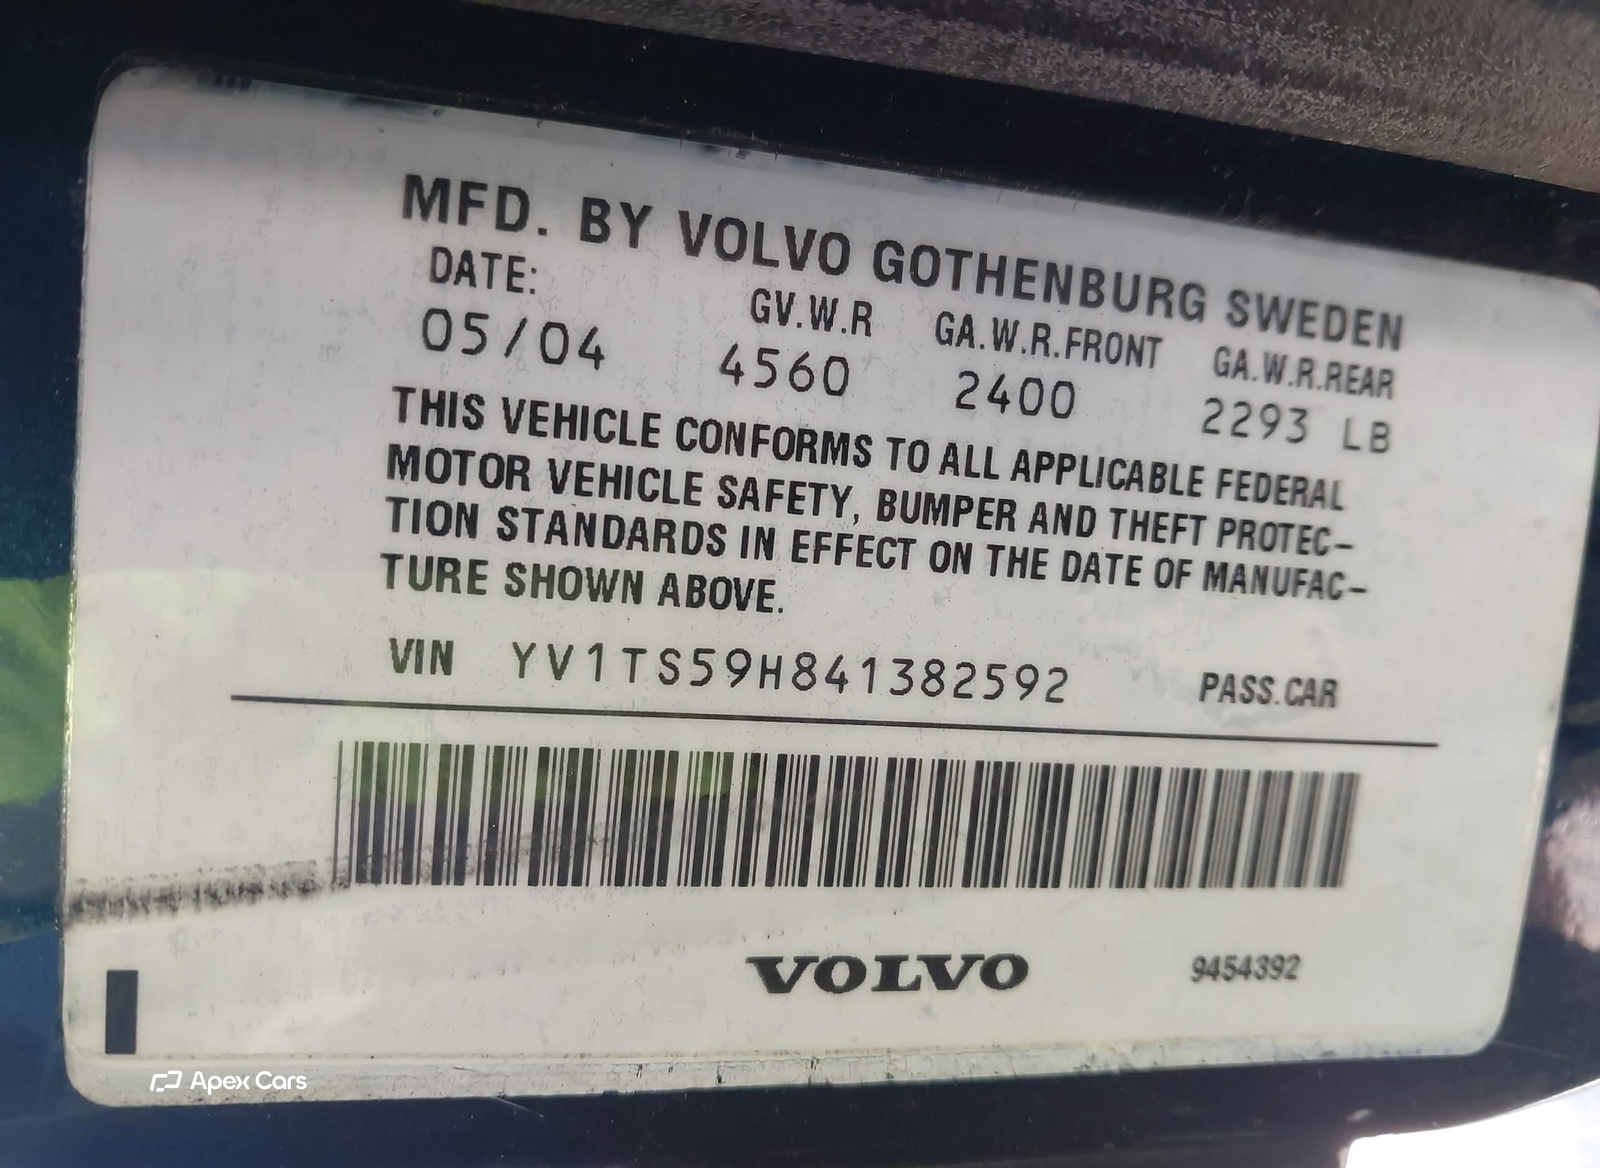 MFD. BY VOLVO GOTHENBURG SWEDEN
DATE: GV.W.R GA.W.R.FRONT GA.W.R.REAR
05/04 4560 2400 2293 LB
THIS VEHICLE CONFORMS TO ALL APPLICABLE FEDERAL
MOTOR VEHICLE SAFETY, BUMPER AND THEFT PROTEC-
TION STANDARDS IN EFFECT ON THE DATE OF MANUFAC-
TURE SHOWN ABOVE.
VIN YV1TS59H841382592 PASS.CAR
VOLVO 9454392
Apex Cars